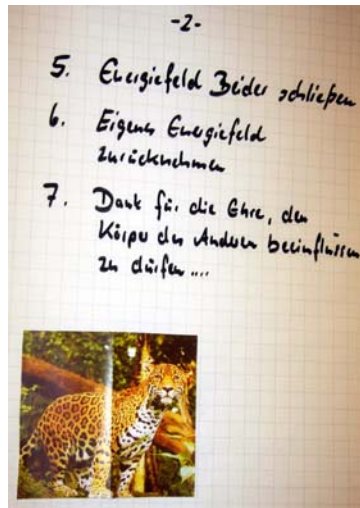 -2-
5. Energiefeld Beider schließen
6. Eigenes Energiefeld
zurücknehmen
7. Dank für die Ehre, den
Körper des Anderen beeinflussen
zu dürfen....